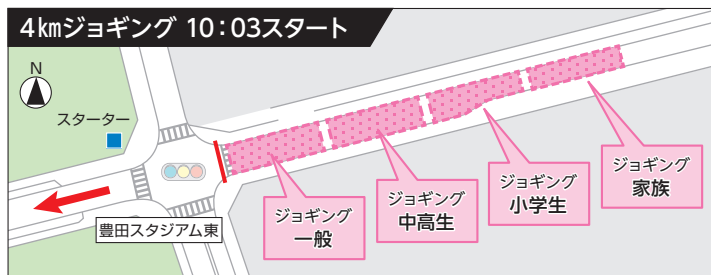 4kmジョギング 10：03スタート
N
スターター
豊田スタジアム東
ジョギング
一般
ジョギング
中高生
ジョギング
小学生
ジョギング
家族